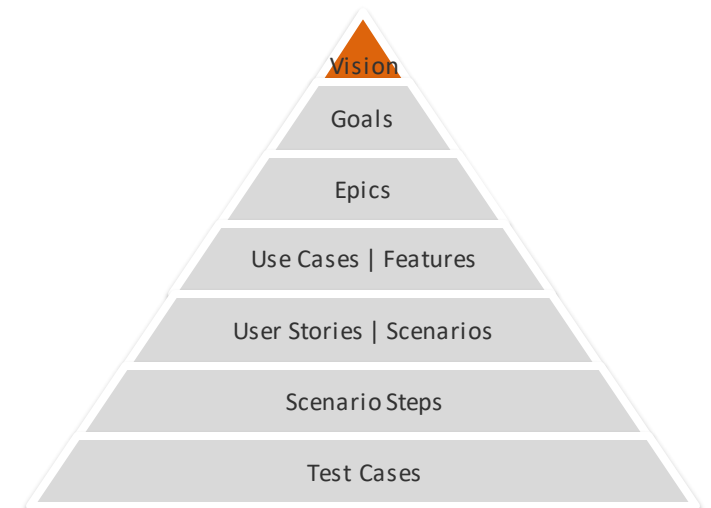 Vision
Goals
Epics
Use Cases | Features
User Stories | Scenarios
Scenario Steps
Test Cases